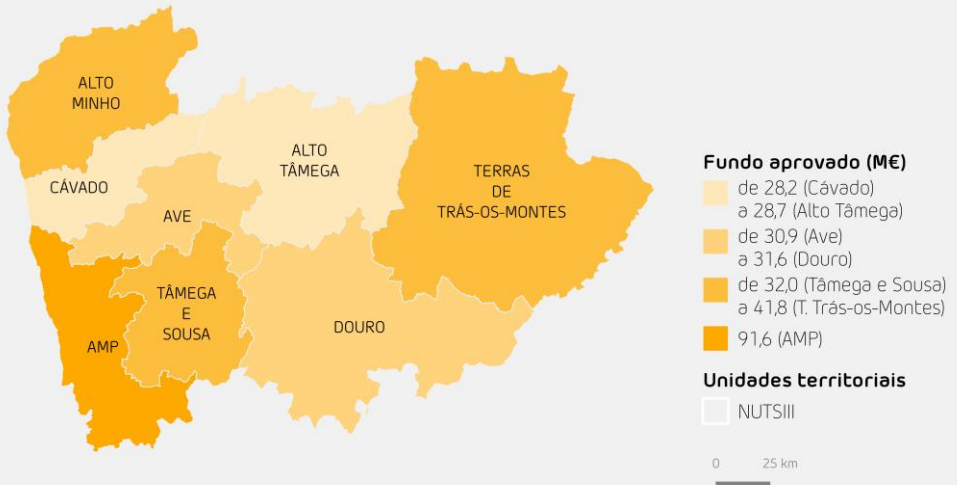 ALTO
MINHO
CÁVADO
ALTO
TÂMEGA
TERRAS
DE
TRÁS-OS-MONTES
AVE
TÂMEGA
E
SOUSA
AMP
DOURO
Fundo aprovado (M€)
de 28,2 (Cávado)
a 28,7 (Alto Tâmega)
de 30,9 (Ave)
a 31,6 (Douro)
de 32,0 (Tâmega e Sousa)
a 41,8 (T. Trás-os-Montes)
91,6 (AMP)
Unidades territoriais
NUTSIII
0 25 km